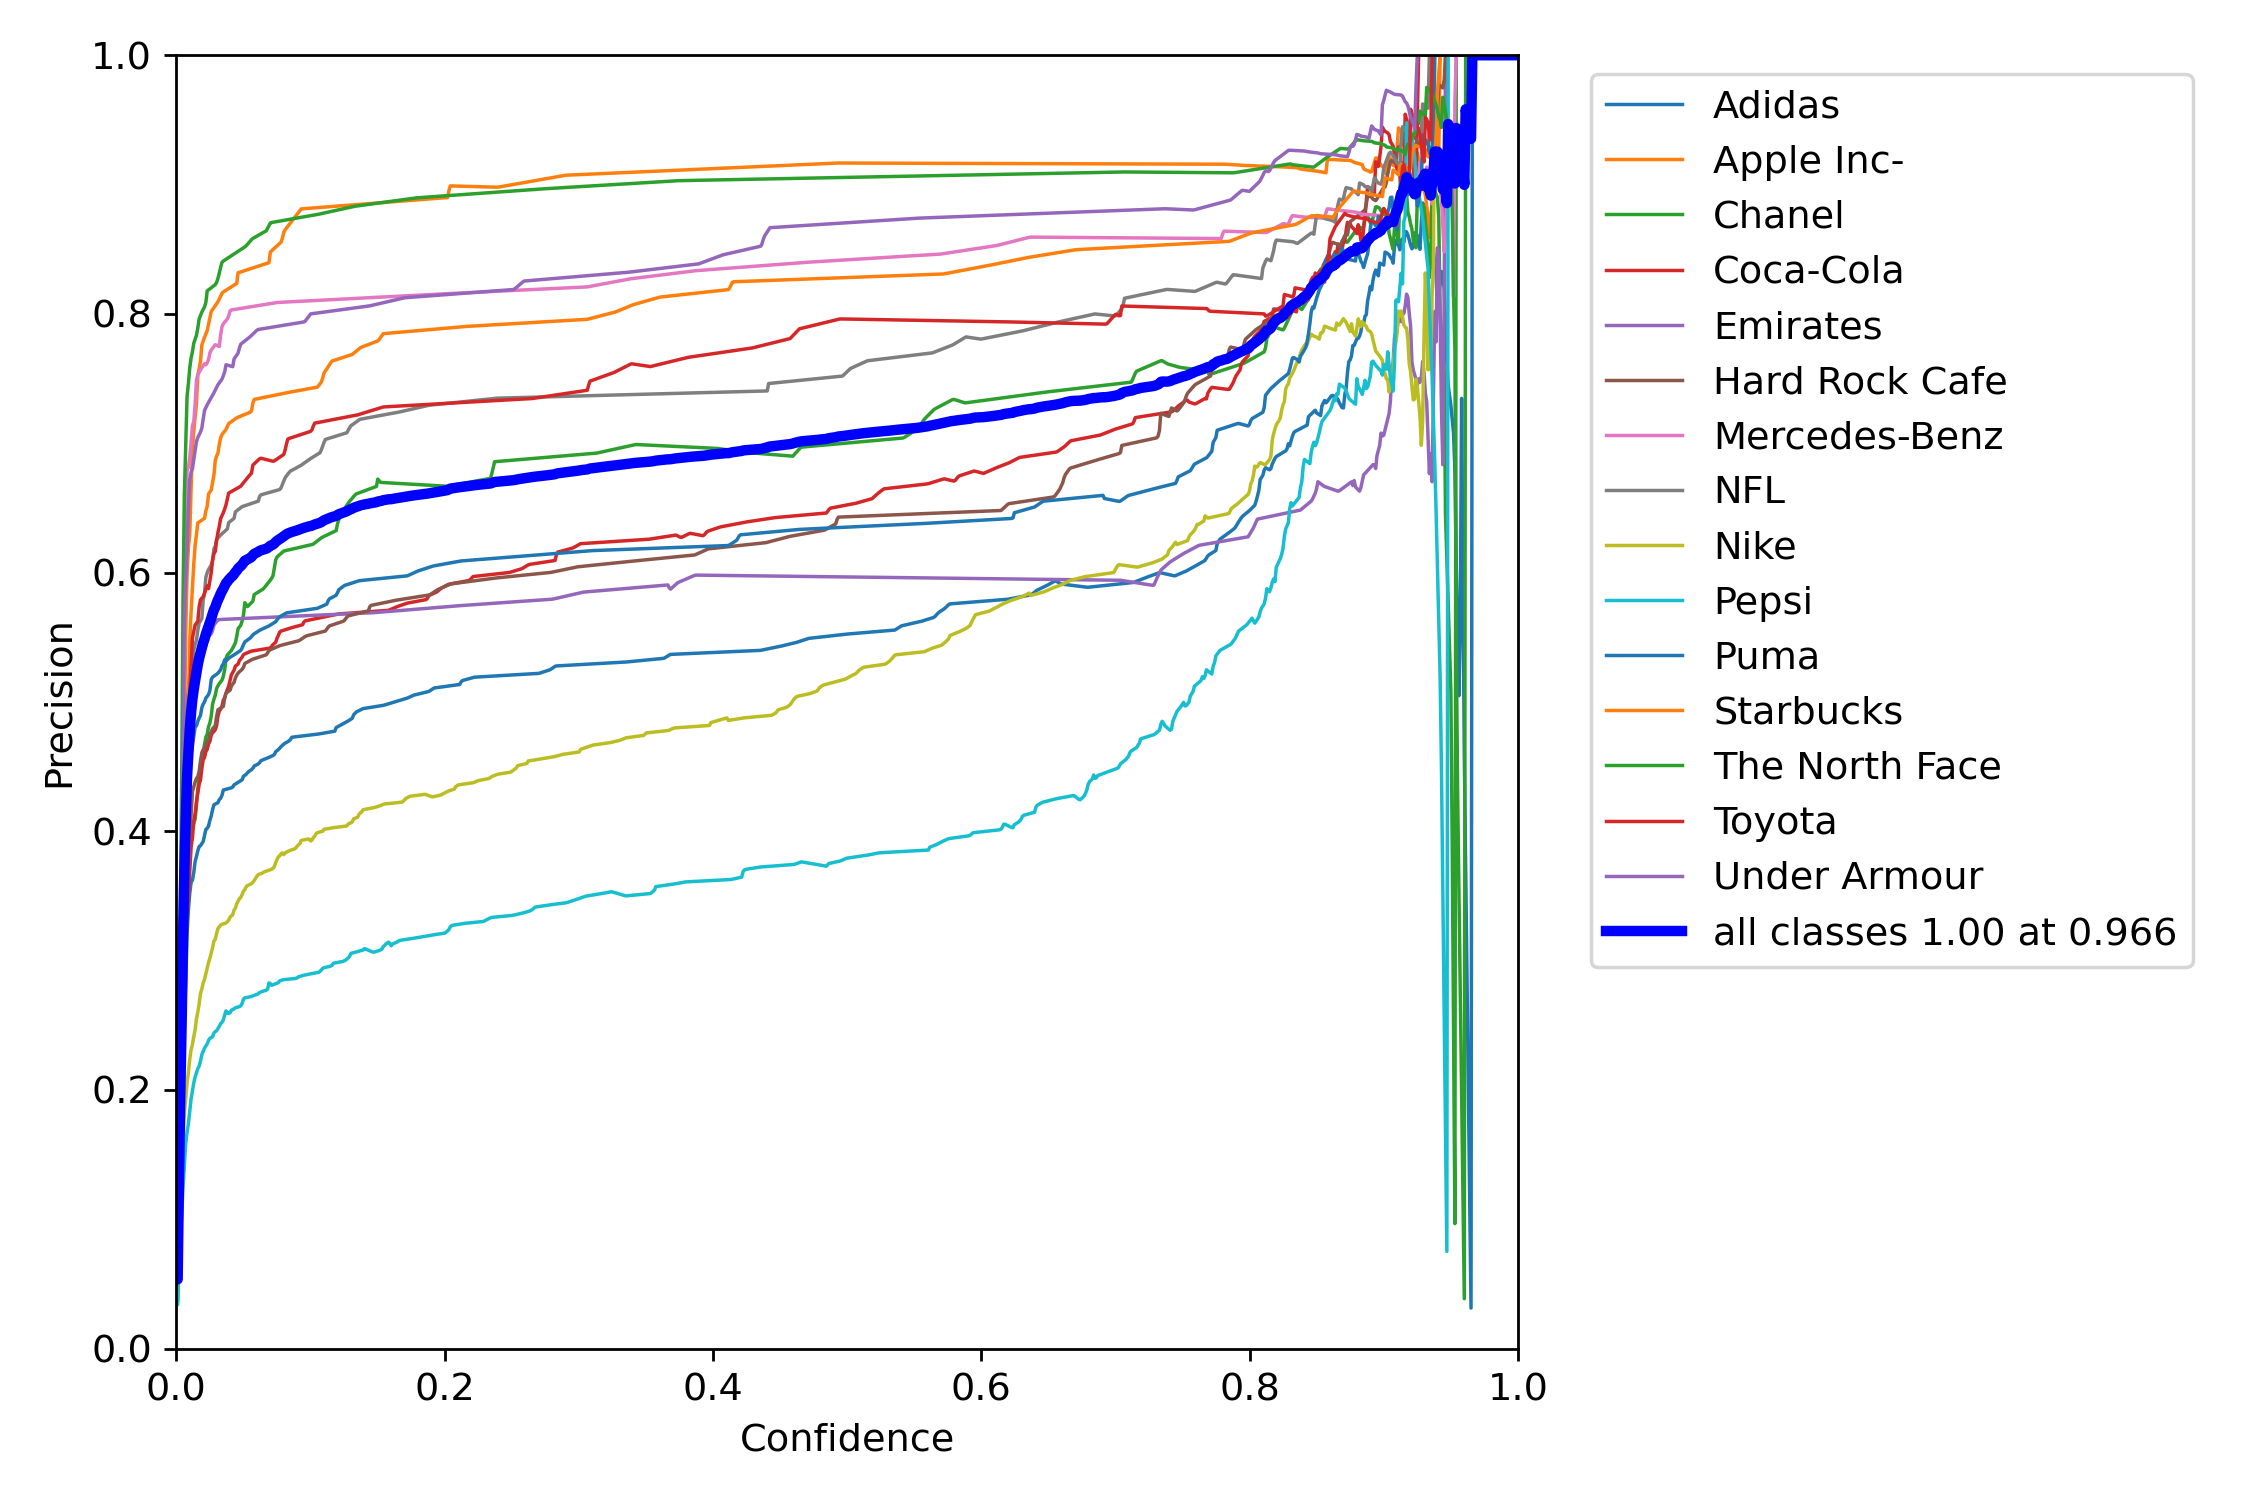 1.0
0.8
0.6
0.4
0.2
0.0
Precision
0.0 0.2 0.4 0.6 0.8 1.0
Confidence
Adidas
Apple Inc-
Chanel
Coca-Cola
Emirates
Hard Rock Cafe
Mercedes-Benz
NFL
Nike
Pepsi
Puma
Starbucks
The North Face
Toyota
Under Armour
all classes 1.00 at 0.966